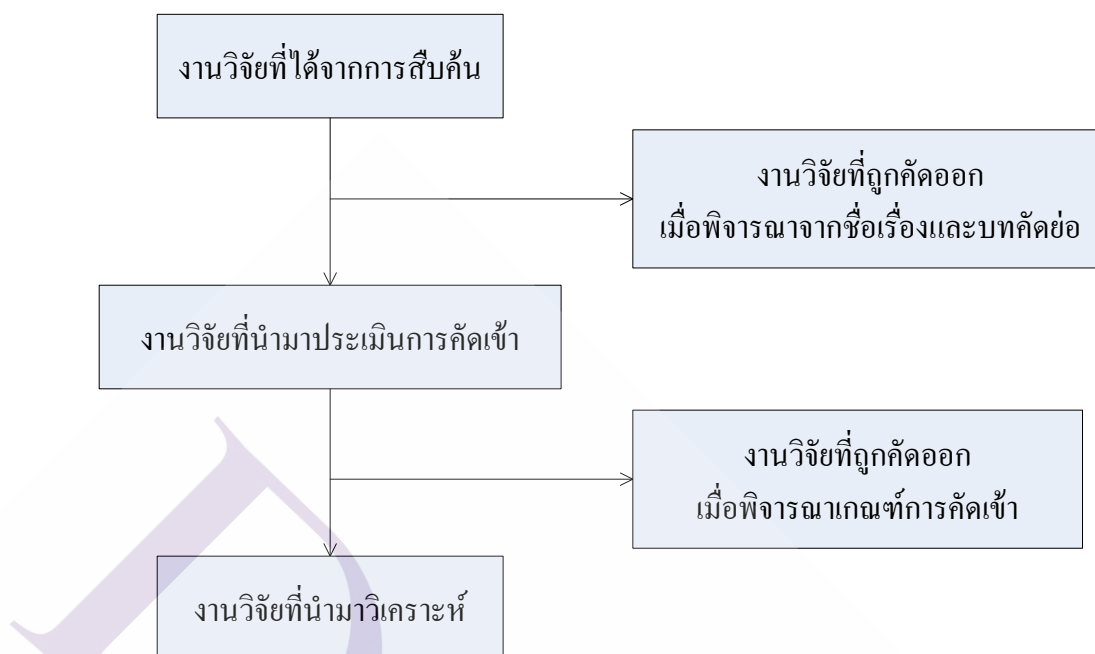 งานวิจัยที่ได้จากการสืบค้น
งานวิจัยที่ถูกคัดออก
เมื่อพิจารณาจากชื่อเรื่องและบทคัดย่อ
งานวิจัยที่นำมาประเมินการคัดเข้า
งานวิจัยที่ถูกคัดออก
เมื่อพิจารณาเกณฑ์การคัดเข้า
งานวิจัยที่นำมาวิเคราะห์